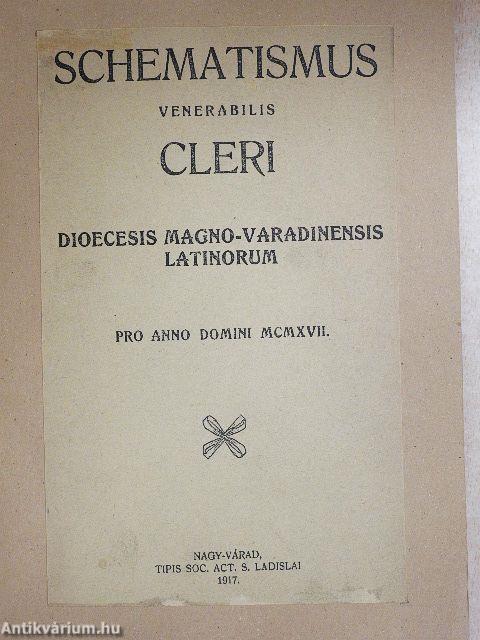 SCHEMATISMUS
VENERABILIS
CLERI
DIOECESIS MAGNO-VARADINENSIS
LATINORUM
PRO ANNO DOMINI MCMXVII.
NAGY-VÁRAD,
TIPIS SOC. ACT. S. LADISLAI
1917.
Antikvárium.hu